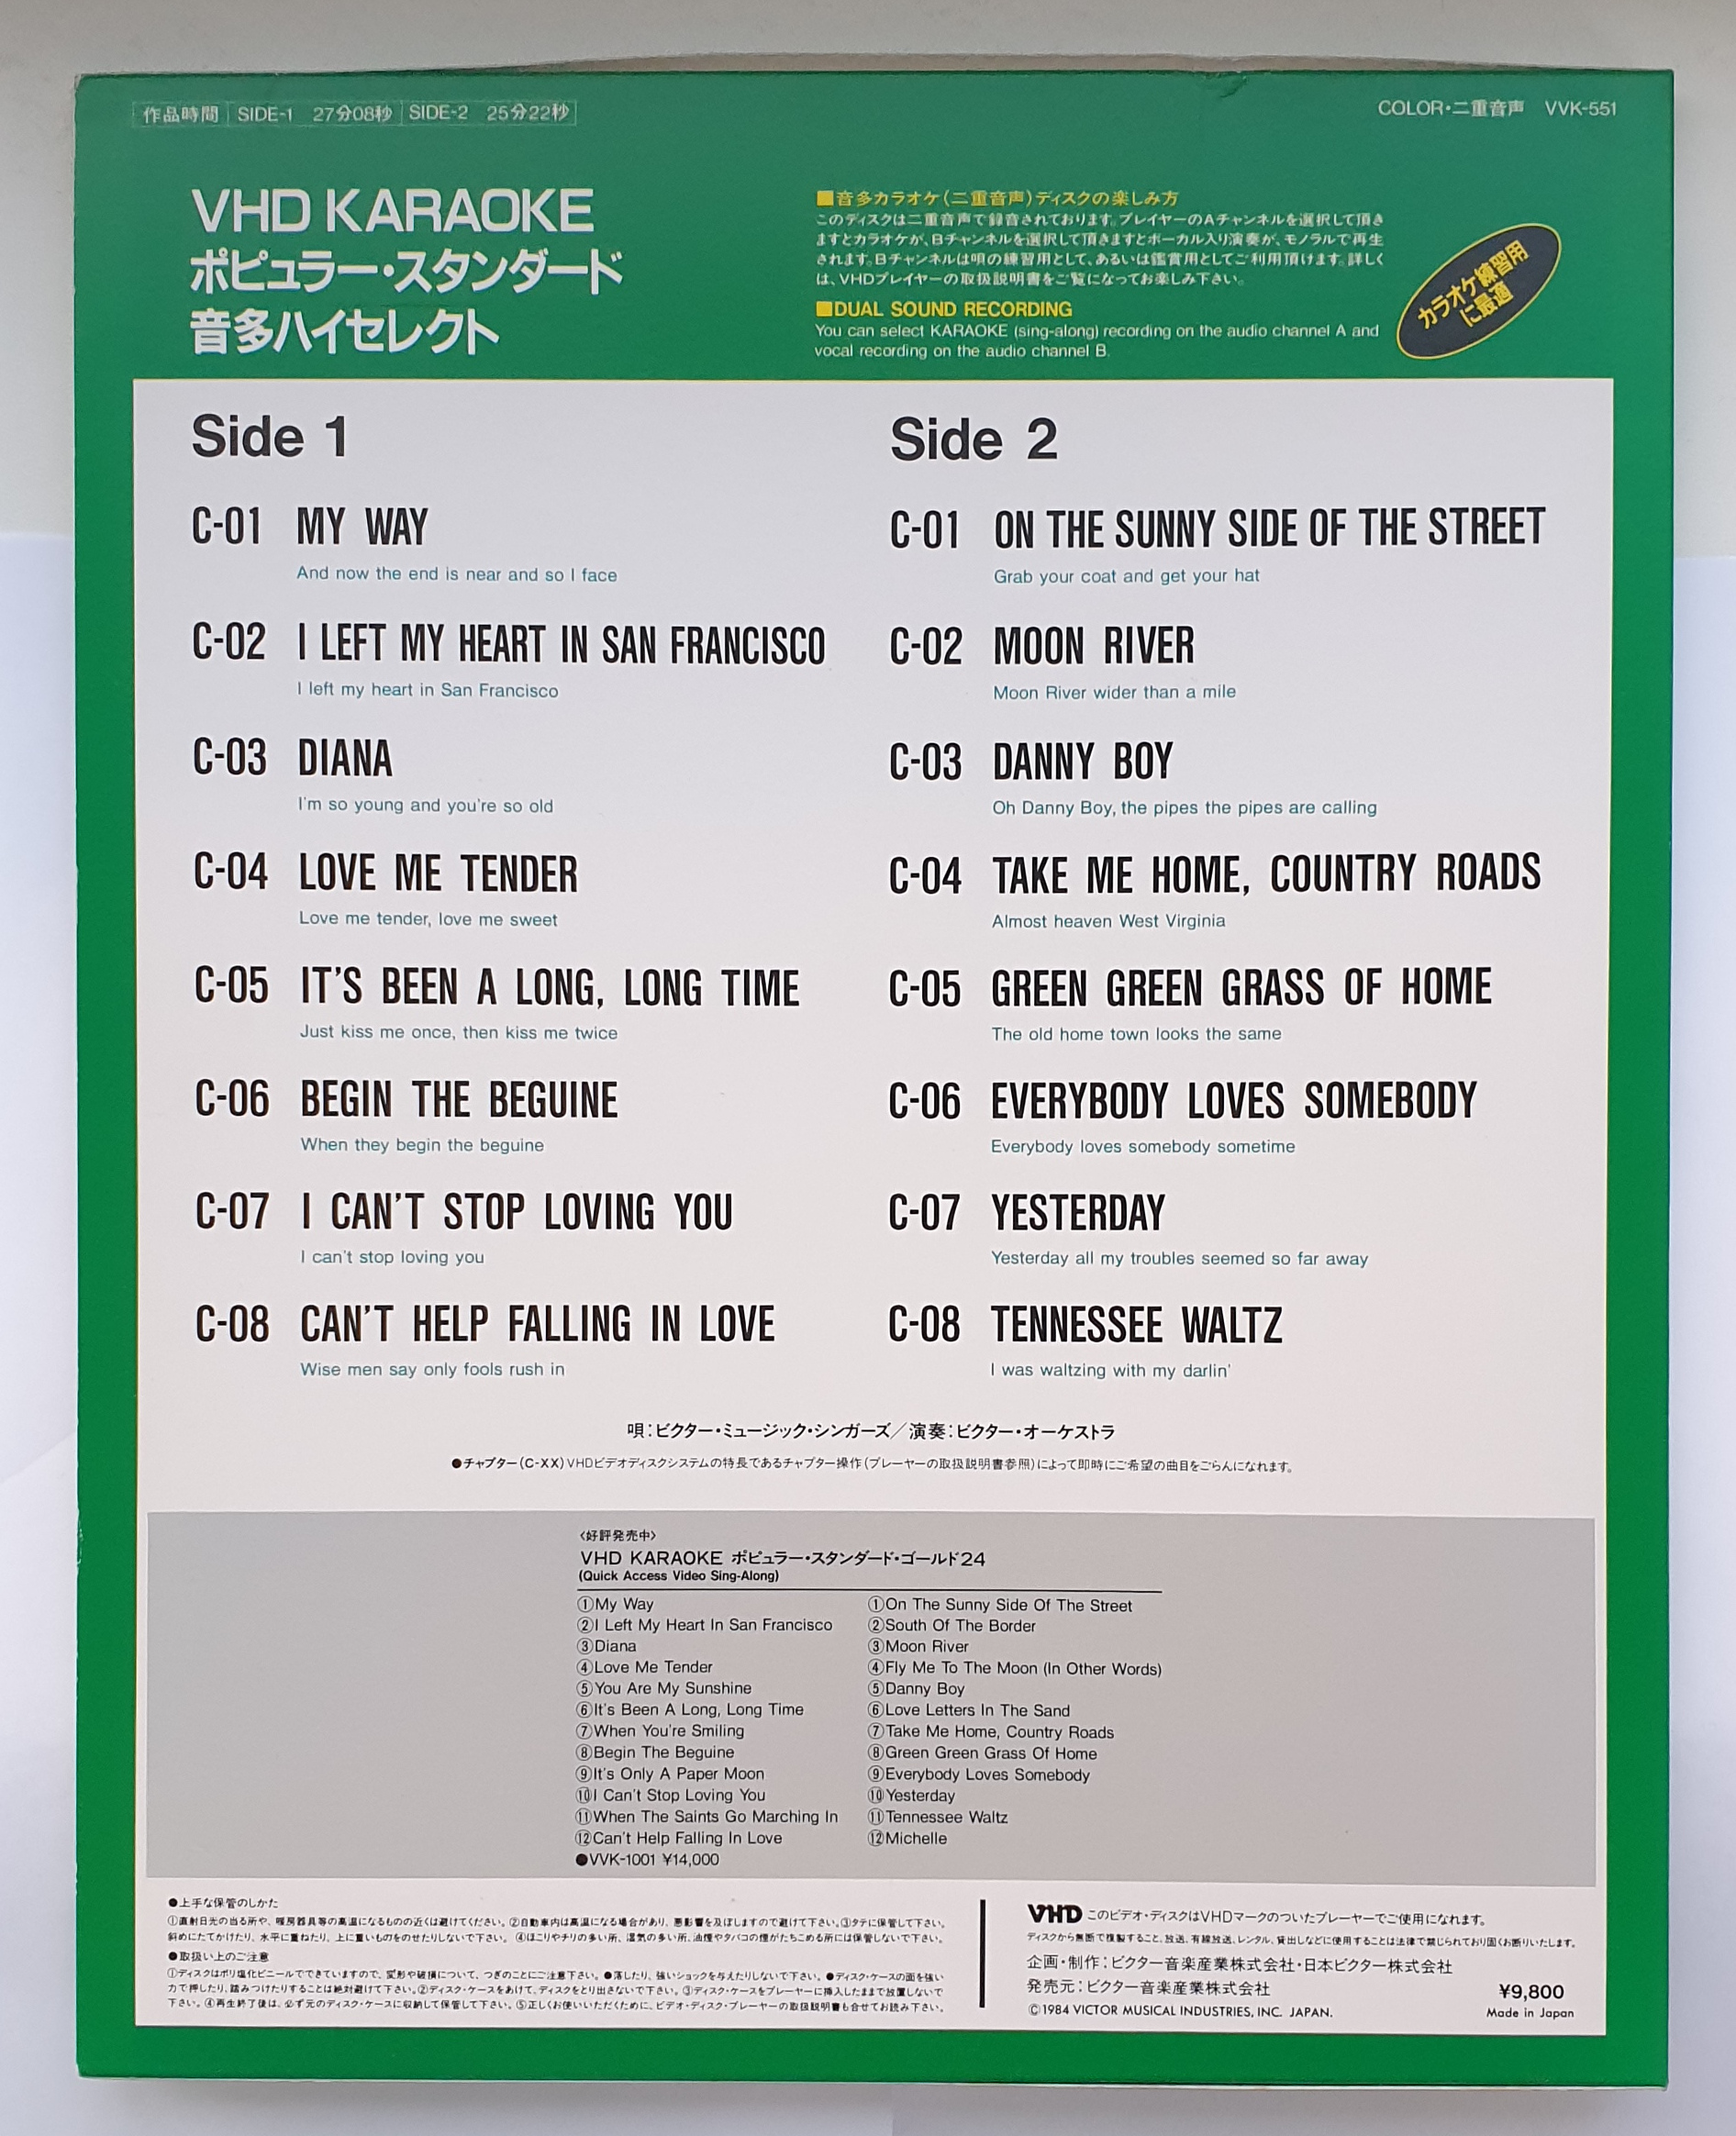 作品時間 SIDE-1 27分08秒 SIDE-2 25分22秒
COLOR・二重音声 VVK-551
VHD KARAOKE
ポピュラー・スタンダード
音多ハイセレクト
■音多カラオケ(二重音声)ディスクの楽しみ方
このディスクは二重音声で録音されております。プレイヤーのAチャンネルを選択して頂き
ますとカラオケが、Bチャンネルを選択して頂きますとボーカル入り演奏が、モノラルで再生
されます。Bチャンネルは唄の練習用として、あるいは鑑賞用としてご利用頂けます。詳しく
は、VHDプレイヤーの取扱説明書をご覧になってお楽しみ下さい。
■DUAL SOUND RECORDING
You can select KARAOKE (sing-along) recording on the audio channel A and
vocal recording on the audio channel B.
カラオケ練習用
に最適
Side 1
C-01 MY WAY
And now the end is near and so I face
C-02 I LEFT MY HEART IN SAN FRANCISCO
I left my heart in San Francisco
C-03 DIANA
I'm so young and you're so old
C-04 LOVE ME TENDER
Love me tender, love me sweet
C-05 IT'S BEEN A LONG, LONG TIME
Just kiss me once, then kiss me twice
C-06 BEGIN THE BEGUINE
When they begin the beguine
C-07 I CAN'T STOP LOVING YOU
I can't stop loving you
C-08 CAN'T HELP FALLING IN LOVE
Wise men say only fools rush in
Side 2
C-01 ON THE SUNNY SIDE OF THE STREET
Grab your coat and get your hat
C-02 MOON RIVER
Moon River wider than a mile
C-03 DANNY BOY
Oh Danny Boy, the pipes the pipes are calling
C-04 TAKE ME HOME, COUNTRY ROADS
Almost heaven West Virginia
C-05 GREEN GREEN GRASS OF HOME
The old home town looks the same
C-06 EVERYBODY LOVES SOMEBODY
Everybody loves somebody sometime
C-07 YESTERDAY
Yesterday all my troubles seemed so far away
C-08 TENNESSEE WALTZ
I was waltzing with my darlin'
唄:ビクター・ミュージック・シンガーズ/演奏:ビクター・オーケストラ
●チャプター(C-XX)VHDビデオディスクシステムの特長であるチャプター操作(プレーヤーの取扱説明書参照)によって即時にご希望の曲目をごらんになれます。
〈好評発売中〉
VHD KARAOKE ポピュラー・スタンダード・ゴールド24
(Quick Access Video Sing-Along)
①My Way
②I Left My Heart In San Francisco
③Diana
④Love Me Tender
⑤You Are My Sunshine
⑥It's Been A Long, Long Time
⑦When You're Smiling
⑧Begin The Beguine
⑨It's Only A Paper Moon
⑩I Can't Stop Loving You
⑪When The Saints Go Marching In
⑫Can't Help Falling In Love
●VVK-1001 ¥14,000
①On The Sunny Side Of The Street
②South Of The Border
③Moon River
④Fly Me To The Moon (In Other Words)
⑤Danny Boy
⑥Love Letters In The Sand
⑦Take Me Home, Country Roads
⑧Green Green Grass Of Home
⑨Everybody Loves Somebody
⑩Yesterday
⑪Tennessee Waltz
⑫Michelle
●上手な保管のしかた
①直射日光の当る所や、暖房器具等の高温になるものの近くは避けてください。②自動車内は高温になる場合があり、悪影響を及ぼしますので避けて下さい。③タテに保管して下さい。
斜めにたてかけたり、水平に重ねたり、上に重いものをのせたりしないで下さい。④ほこりやチリの多い所、湿気の多い所、油煙やタバコの煙がたちこめる所には保管しないで下さい。
●取扱い上のご注意
①ディスクはポリ塩化ビニールでできていますので、変形や破損について、つぎのことにご注意下さい。●落したり、強いショックを与えたりしないで下さい。●ディスク・ケースの面を強い
力で押したり、踏みつけたりすることは絶対避けて下さい。②ディスク・ケースをあけて、ディスクをとり出さないで下さい。③ディスク・ケースをプレーヤーに挿入したままで放置しないで
下さい。④再生終了後は、必ず元のディスク・ケースに収納して保管して下さい。⑤正しくお使いいただくために、ビデオ・ディスク・プレーヤーの取扱説明書も合せてお読み下さい。
VHD このビデオ・ディスクはVHDマークのついたプレーヤーでご使用になれます。
ディスクから無断で複製すること、放送、有線放送、レンタル、貸出しなどに使用することは法律で禁じられており固くお断りいたします。
企画・制作:ビクター音楽産業株式会社・日本ビクター株式会社
発売元:ビクター音楽産業株式会社
©1984 VICTOR MUSICAL INDUSTRIES, INC. JAPAN.
¥9,800
Made in Japan